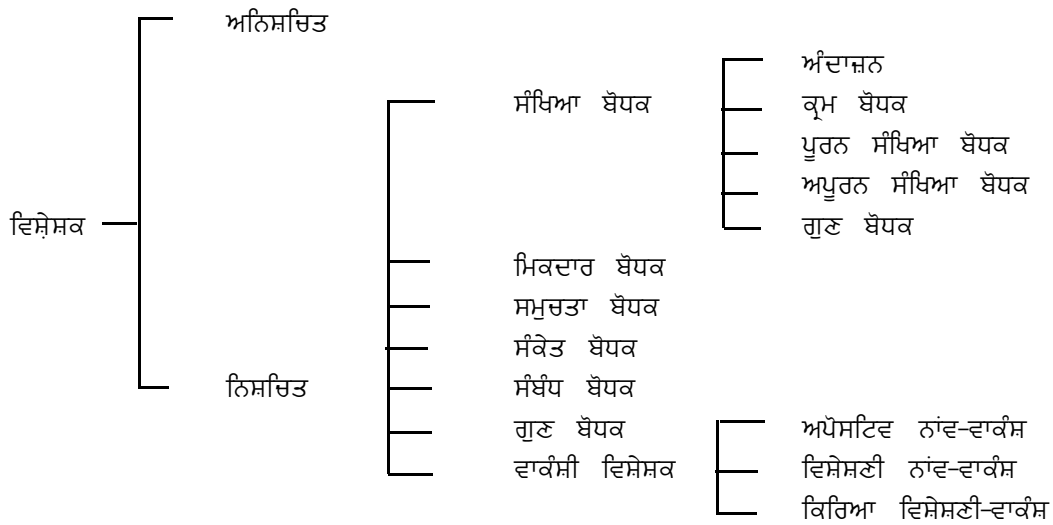 ਅਨਿਸ਼ਚਿਤ
ਅੰਦਾਜ਼ਨ
ਸੰਖਿਆ ਬੋਧਕ
ਕ੍ਰਮ ਬੋਧਕ
ਪੂਰਨ ਸੰਖਿਆ ਬੋਧਕ
ਅਪੂਰਨ ਸੰਖਿਆ ਬੋਧਕ
ਗੁਣ ਬੋਧਕ
ਵਿਸ਼ੇਸ਼ਕ
ਮਿਕਦਾਰ ਬੋਧਕ
ਸਮੁਚਤਾ ਬੋਧਕ
ਸੰਕੇਤ ਬੋਧਕ
ਨਿਸ਼ਚਿਤ
ਸੰਬੰਧ ਬੋਧਕ
ਗੁਣ ਬੋਧਕ
ਵਾਕੰਸ਼ੀ ਵਿਸ਼ੇਸ਼ਕ
ਅਪੋਸਟਿਵ ਨਾਂਵ-ਵਾਕੰਸ਼
ਵਿਸ਼ੇਸ਼ਣੀ ਨਾਂਵ-ਵਾਕੰਸ਼
ਕਿਰਿਆ ਵਿਸ਼ੇਸ਼ਣੀ-ਵਾਕੰਸ਼